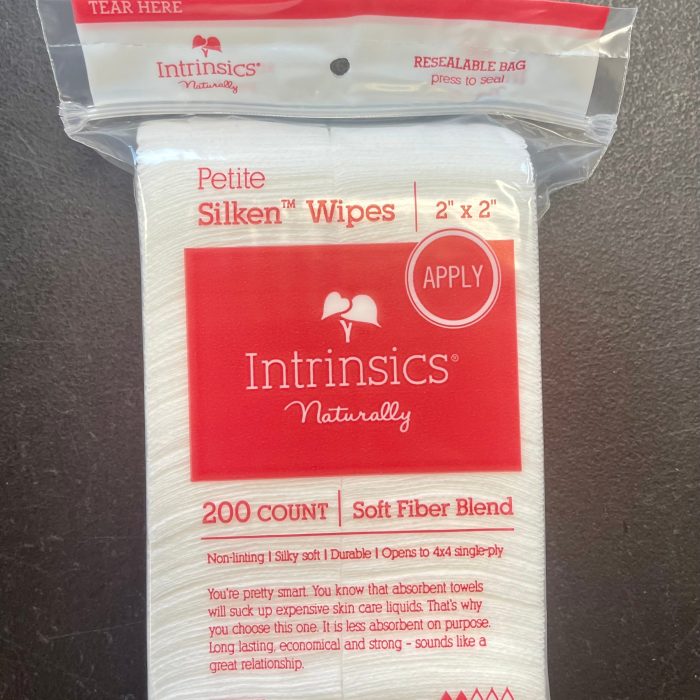 TEAR HERE
Intrinsics®
Naturally
RESEALABLE BAG
press to seal
Petite
Silken™ Wipes | 2" x 2"
APPLY
Intrinsics®
Naturally
200 COUNT | Soft Fiber Blend
Non-linting | Silky soft | Durable | Opens to 4x4 single-ply
You're pretty smart. You know that absorbent towels
will suck up expensive skin care liquids. That's why
you choose this one. It is less absorbent on purpose.
Long lasting, economical and strong – sounds like a
great relationship.